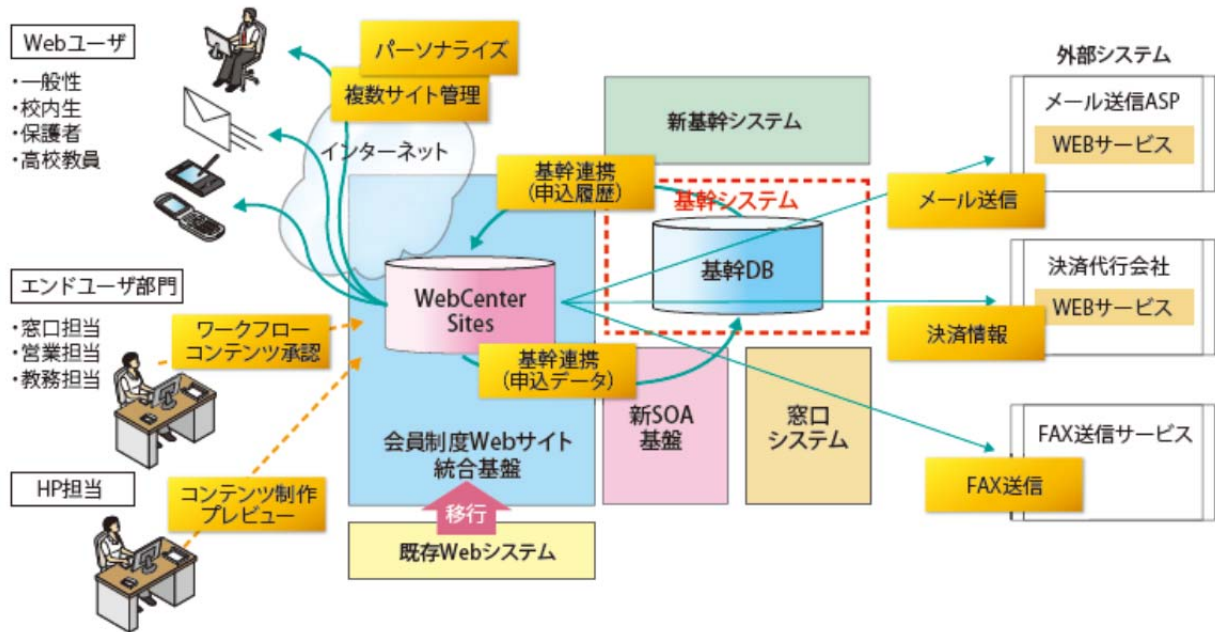 Webユーザ
・一般性
・校内生
・保護者
・高校教員
パーソナライズ
複数サイト管理
インターネット
新基幹システム
外部システム
メール送信ASP
WEBサービス
メール送信
基幹連携
(申込履歴)
基幹システム
基幹DB
エンドユーザ部門
・窓口担当
・営業担当
・教務担当
ワークフロー
コンテンツ承認
WebCenter
Sites
基幹連携
(申込データ)
決済代行会社
WEBサービス
決済情報
新SOA
基盤
窓口
システム
会員制度Webサイト
統合基盤
FAX送信サービス
FAX送信
HP担当
コンテンツ制作
プレビュー
移行
既存Webシステム